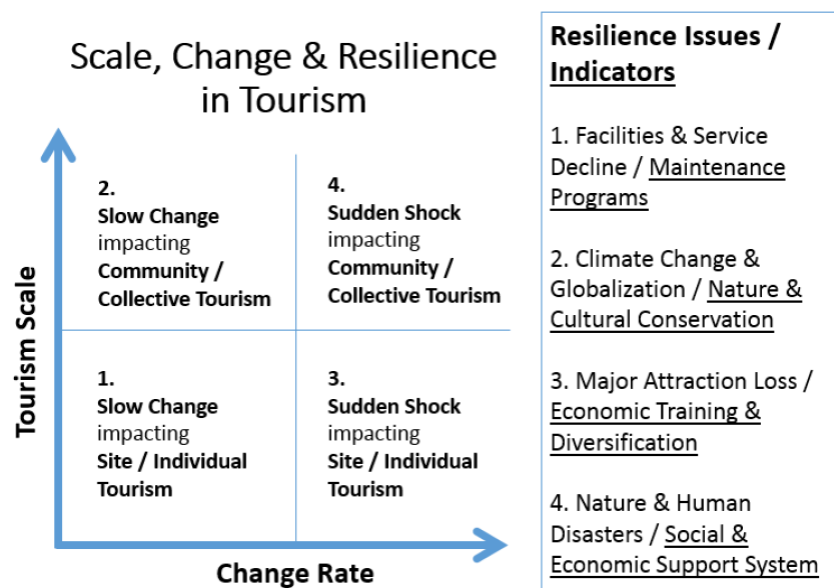 Scale, Change & Resilience
in Tourism
Tourism Scale
2.
Slow Change
impacting
Community /
Collective Tourism
4.
Sudden Shock
impacting
Community /
Collective Tourism
1.
Slow Change
impacting
Site / Individual
Tourism
3.
Sudden Shock
impacting
Site / Individual
Tourism
Change Rate
Resilience Issues /
Indicators
1. Facilities & Service
Decline / Maintenance
Programs
2. Climate Change &
Globalization / Nature &
Cultural Conservation
3. Major Attraction Loss /
Economic Training &
Diversification
4. Nature & Human
Disasters / Social &
Economic Support System